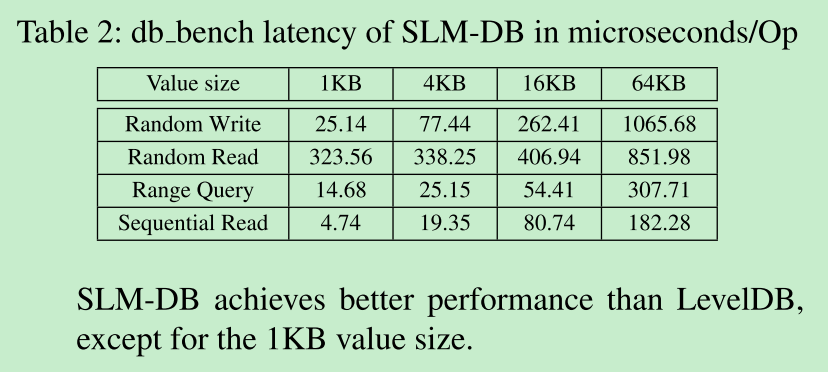 Table 2: db_bench latency of SLM-DB in microseconds/Op
Value size 1KB 4KB 16KB 64KB
Random Write 25.14 77.44 262.41 1065.68
Random Read 323.56 338.25 406.94 851.98
Range Query 14.68 25.15 54.41 307.71
Sequential Read 4.74 19.35 80.74 182.28
SLM-DB achieves better performance than LevelDB,
except for the 1KB value size.